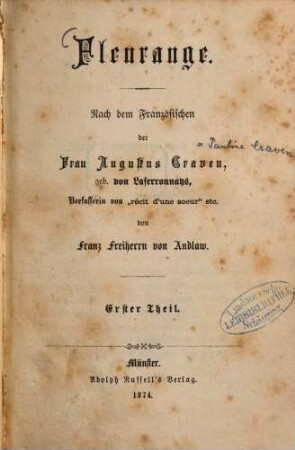 Fleurange.
Nach dem Französischen
der
Frau Augustus Craven,
* Pauline Craven
geb. von Laferronnays,
Verfasserin von „récit d'une soeur" etc.
von
Franz Freiherrn von Andlaw.
Erster Theil.
Münster.
Adolph Russell's Verlag.
1874.